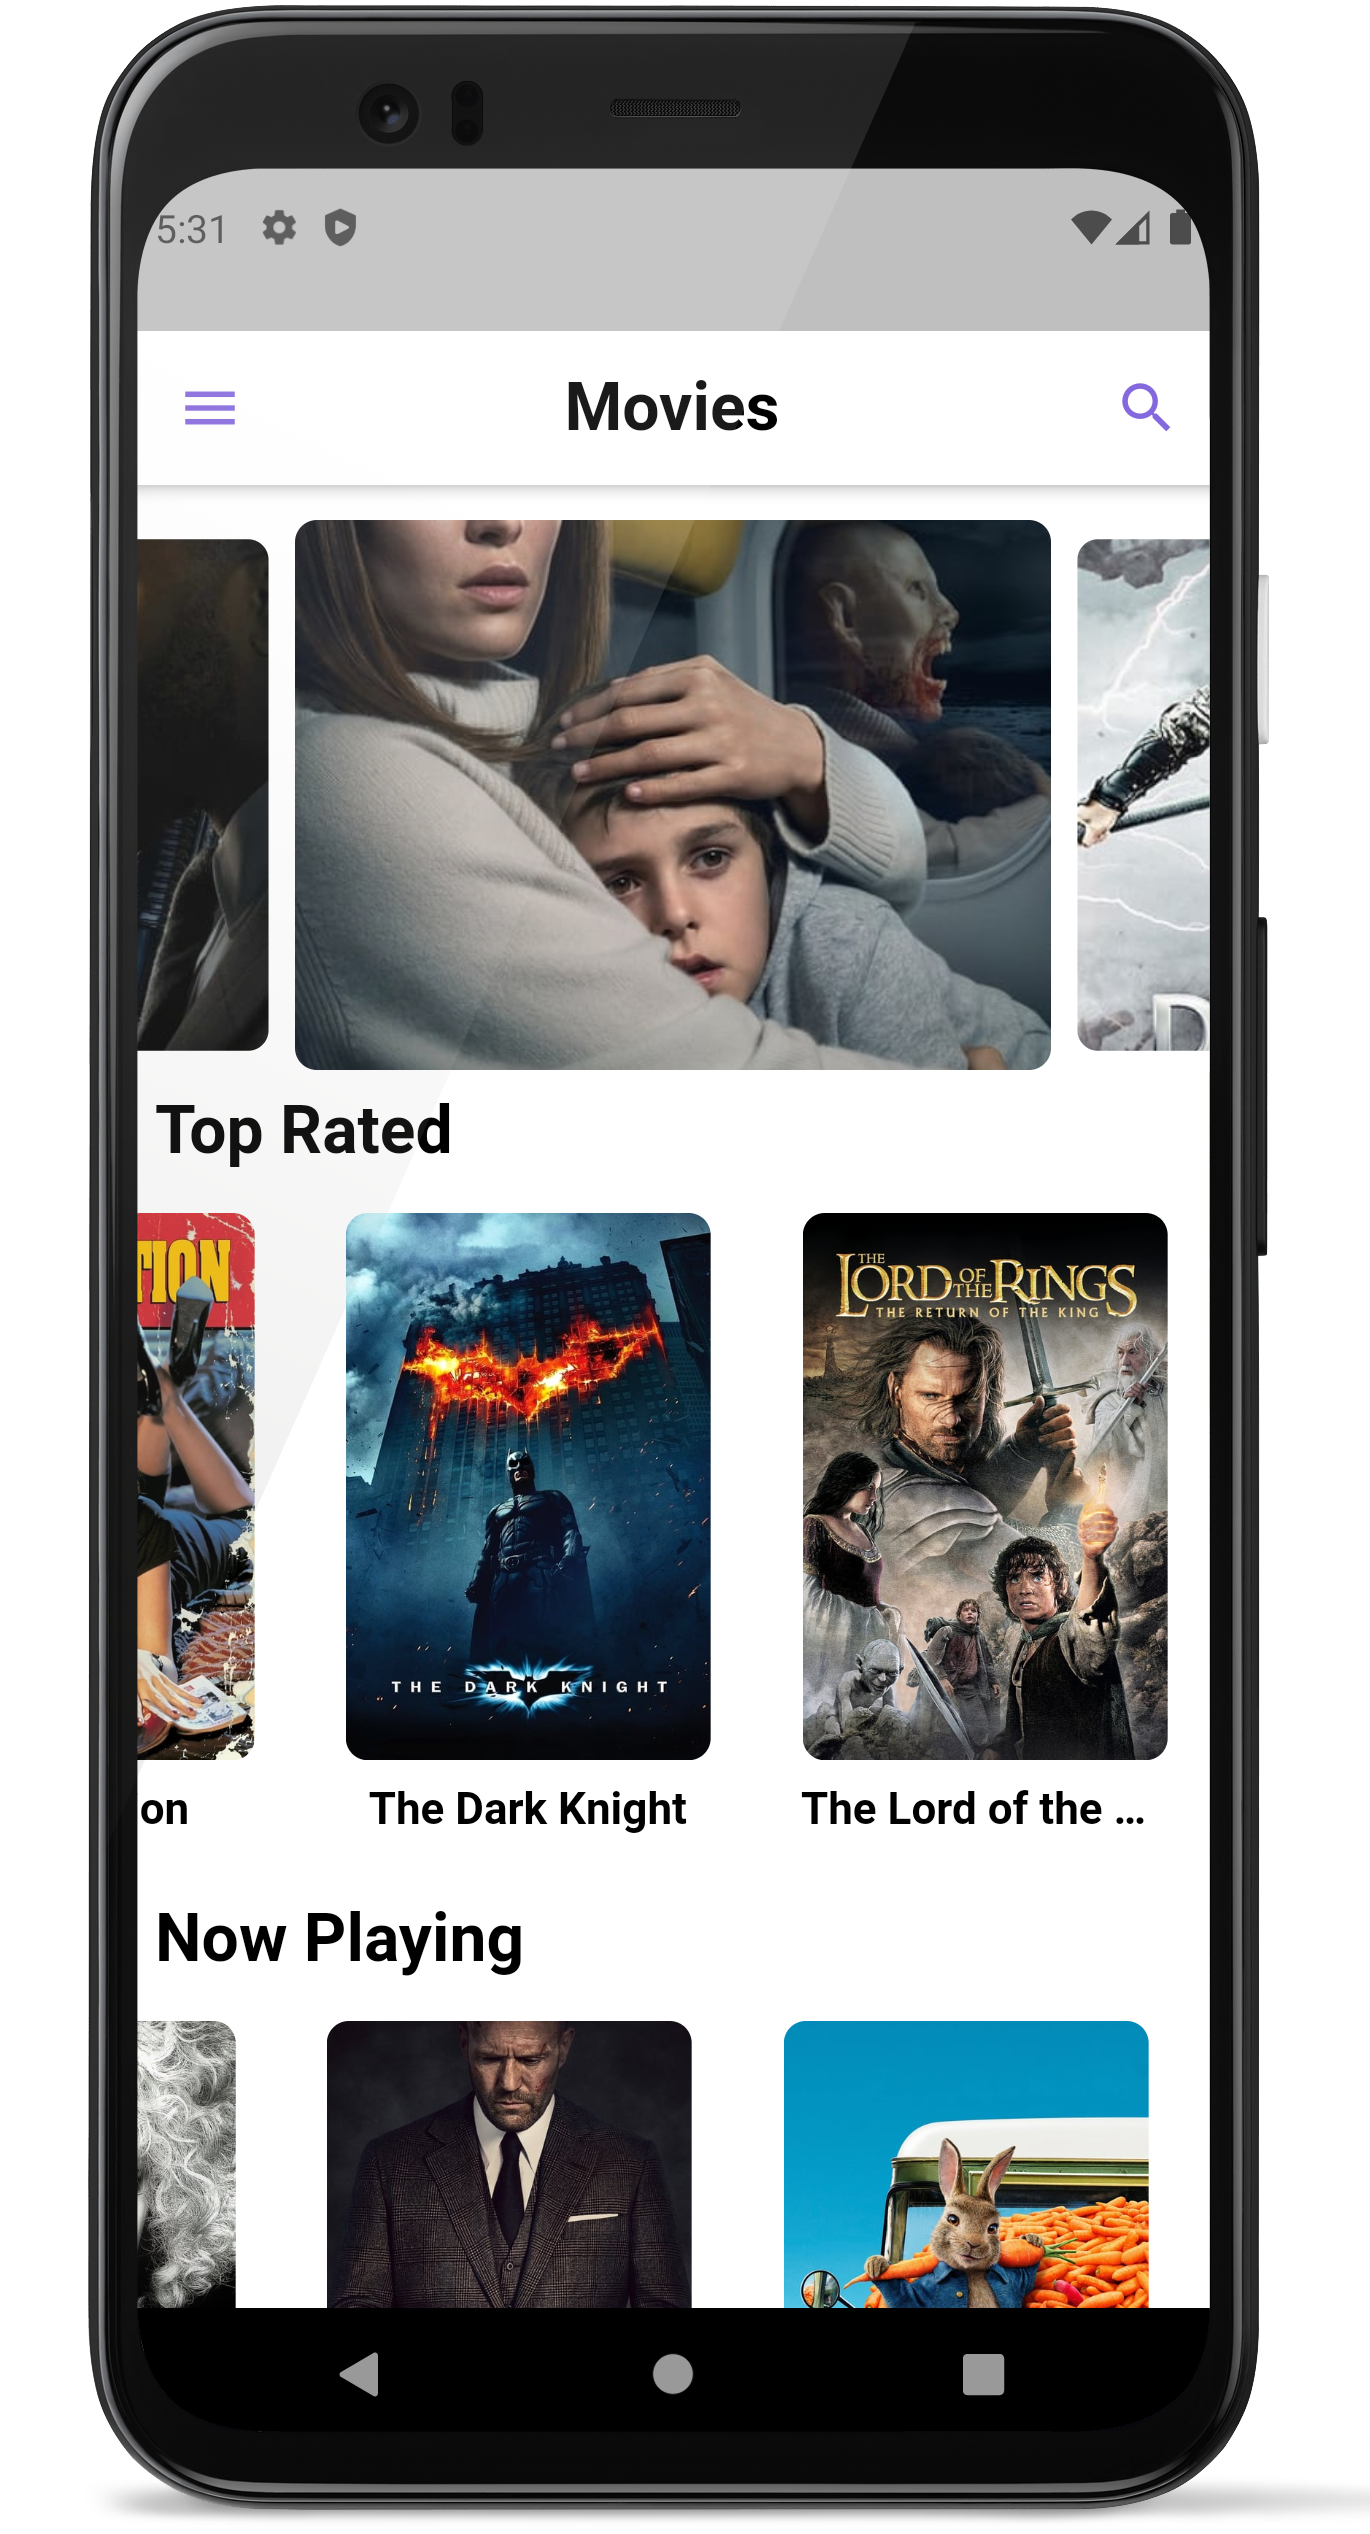 5:31
Movies
D
Top Rated
TION
THE
LORD OF THE RINGS
THE RETURN OF THE KING
THE DARK KNIGHT
on
The Dark Knight
The Lord of the ...
Now Playing